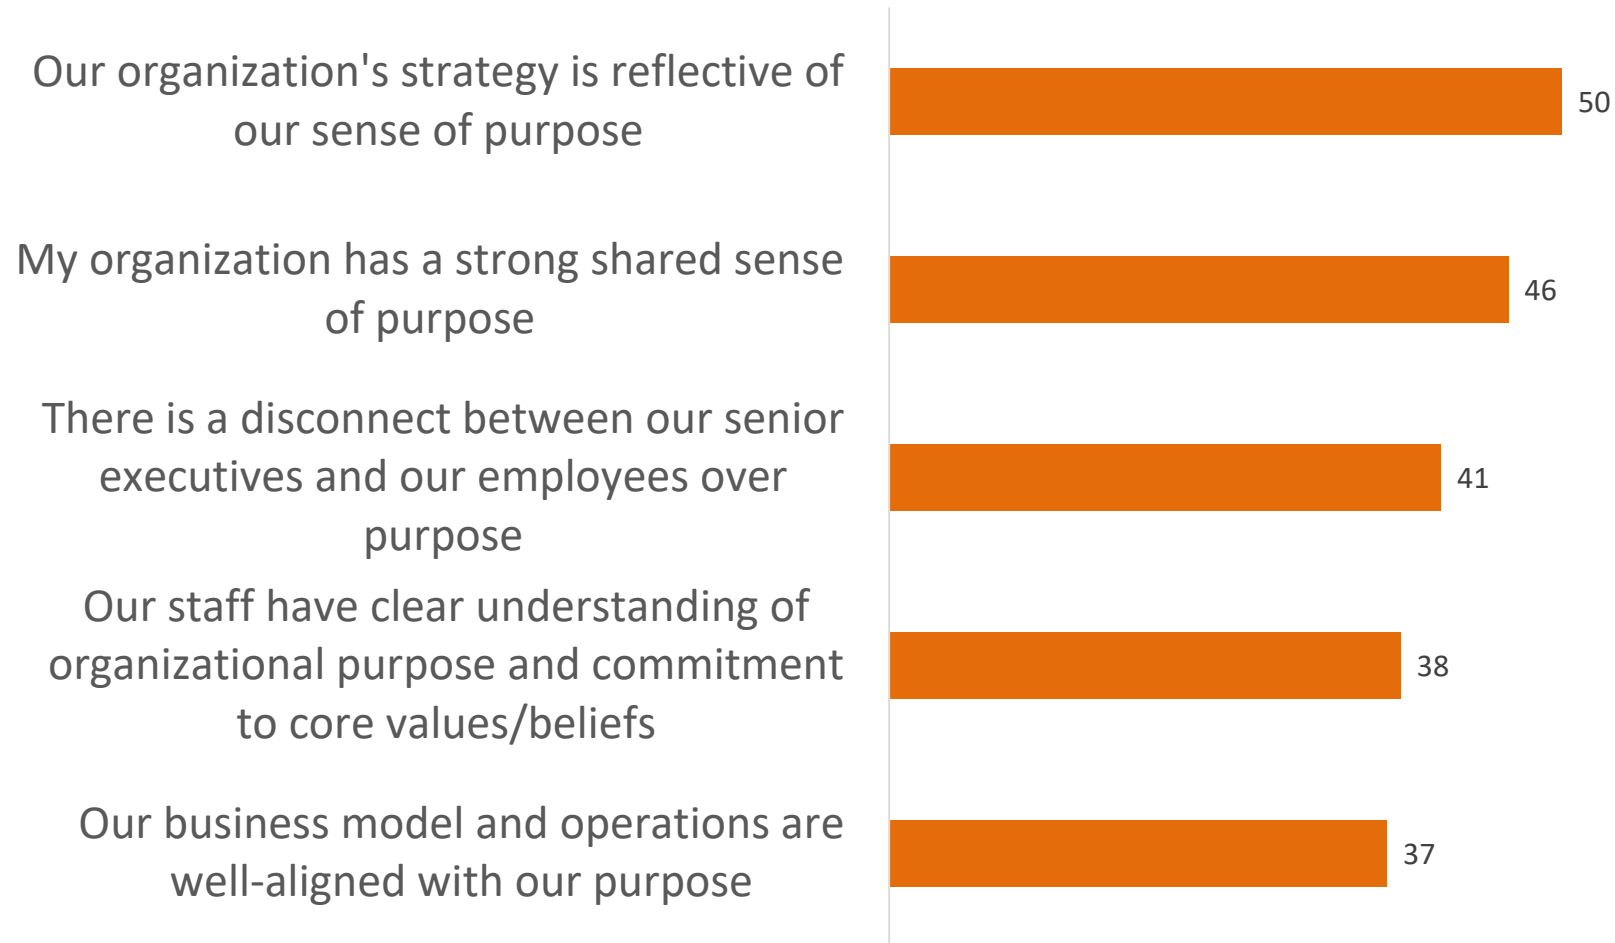 Our organization's strategy is reflective of
our sense of purpose
50
My organization has a strong shared sense
of purpose
46
There is a disconnect between our senior
executives and our employees over
purpose
41
Our staff have clear understanding of
organizational purpose and commitment
to core values/beliefs
38
Our business model and operations are
well-aligned with our purpose
37